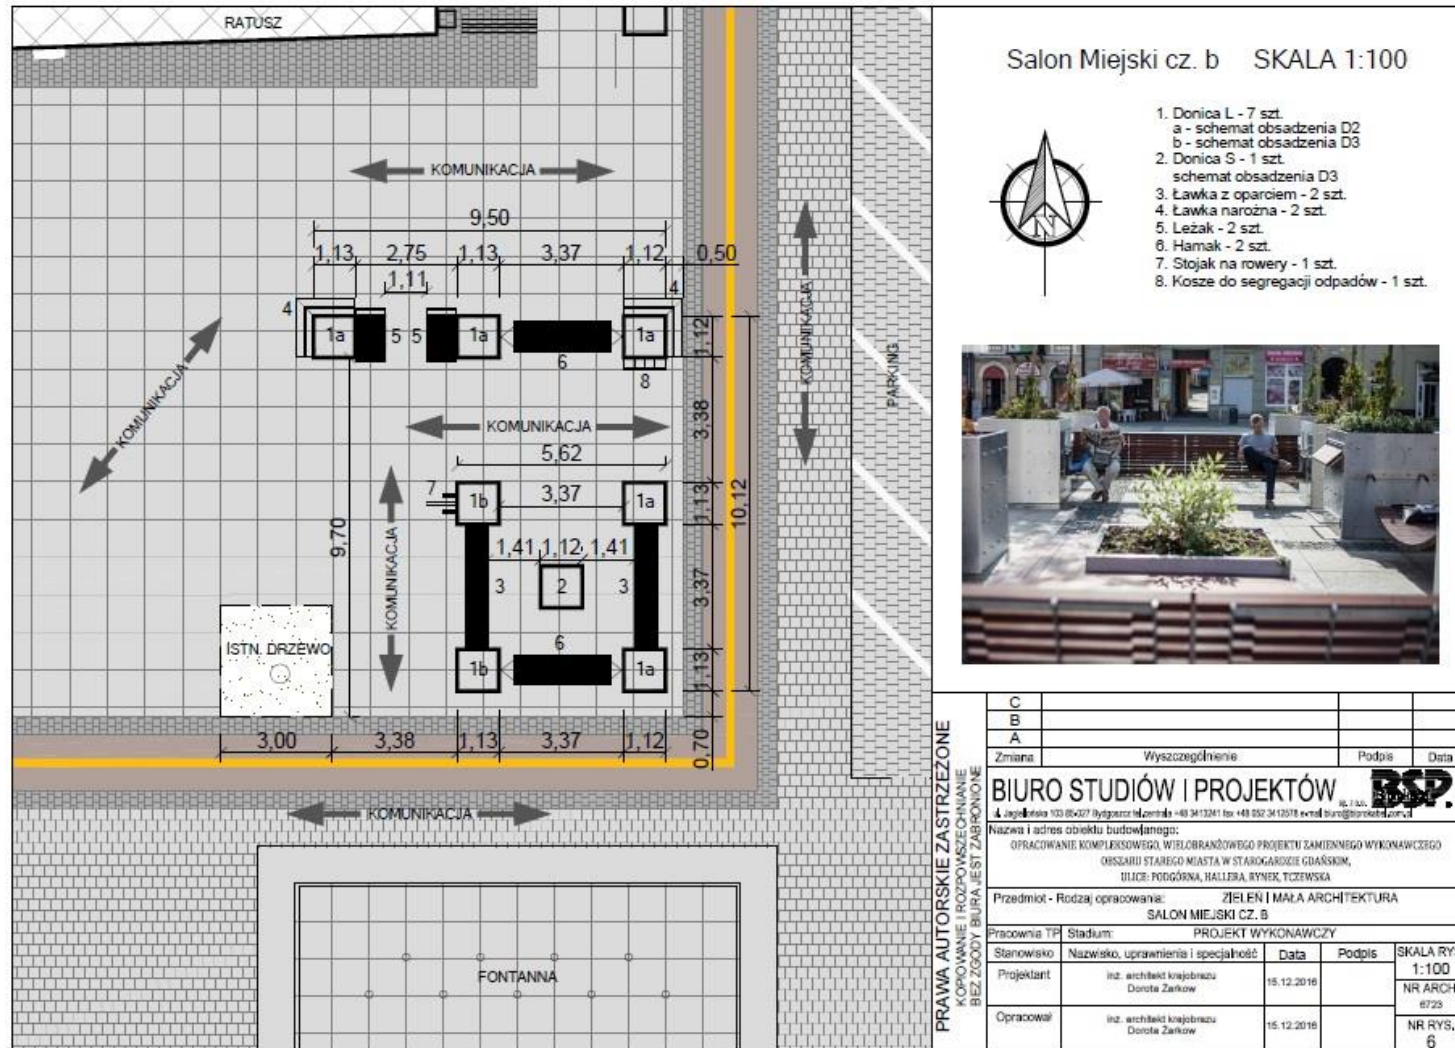 RATUSZ
KOMUNIKACJA
9,50
1,13 2,75 1,13 3,37 1,12 0,50
1,11
4
4
1a 5 5 1a 1a
6
8
1,12
KOMUNIKACJA
KOMUNIKACJA
PARKING
3,38
KOMUNIKACJA
5,62
7
1b 3,37 1a
1,13
10,12
9,70
KOMUNIKACJA
1,41 1,12 1,41
3 2 3
3,37
6
ISTN. DRZEWO
1b 1a
1,13
3,00 3,38 1,13 3,37 1,12
0,70
KOMUNIKACJA
FONTANNA
Salon Miejski cz. b SKALA 1:100
N
1. Donica L - 7 szt.
a - schemat obsadzenia D2
b - schemat obsadzenia D3
2. Donica S - 1 szt.
schemat obsadzenia D3
3. Ławka z oparciem - 2 szt.
4. Ławka narożna - 2 szt.
5. Leżak - 2 szt.
6. Hamak - 2 szt.
7. Stojak na rowery - 1 szt.
8. Kosze do segregacji odpadów - 1 szt.
PRAWA AUTORSKIE ZASTRZEŻONE
KOPIOWANIE I ROZPOWSZECHNIANIE
BEZ ZGODY BIURA JEST ZABRONIONE
C
B
A
Zmiana Wyszczególnienie Podpis Data
BIURO STUDIÓW I PROJEKTÓW BSP.
Nazwa i adres obiektu budowlanego:
OPRACOWANIE KOMPLEKSOWEGO, WIELOBRANŻOWEGO PROJEKTU ZAMIENNEGO WYKONAWCZEGO
OBSZARU STAREGO MIASTA W STAROGARDZIE GDAŃSKIM,
ULICE: PODGÓRNA, HALLERA, RYNEK, TCZEWSKA
Przedmiot - Rodzaj opracowania: ZIELEŃ I MAŁA ARCHITEKTURA
SALON MIEJSKI CZ. B
Pracownia TP Stadium: PROJEKT WYKONAWCZY
Stanowisko Nazwisko, uprawnienia i specjalność Data Podpis SKALA RYS.
1:100
Projektant inż. architekt krajobrazu
Dorota Żarkow 15.12.2016
NR ARCH
6723
Opracował inż. architekt krajobrazu
Dorota Żarkow 15.12.2016
NR RYS.
6